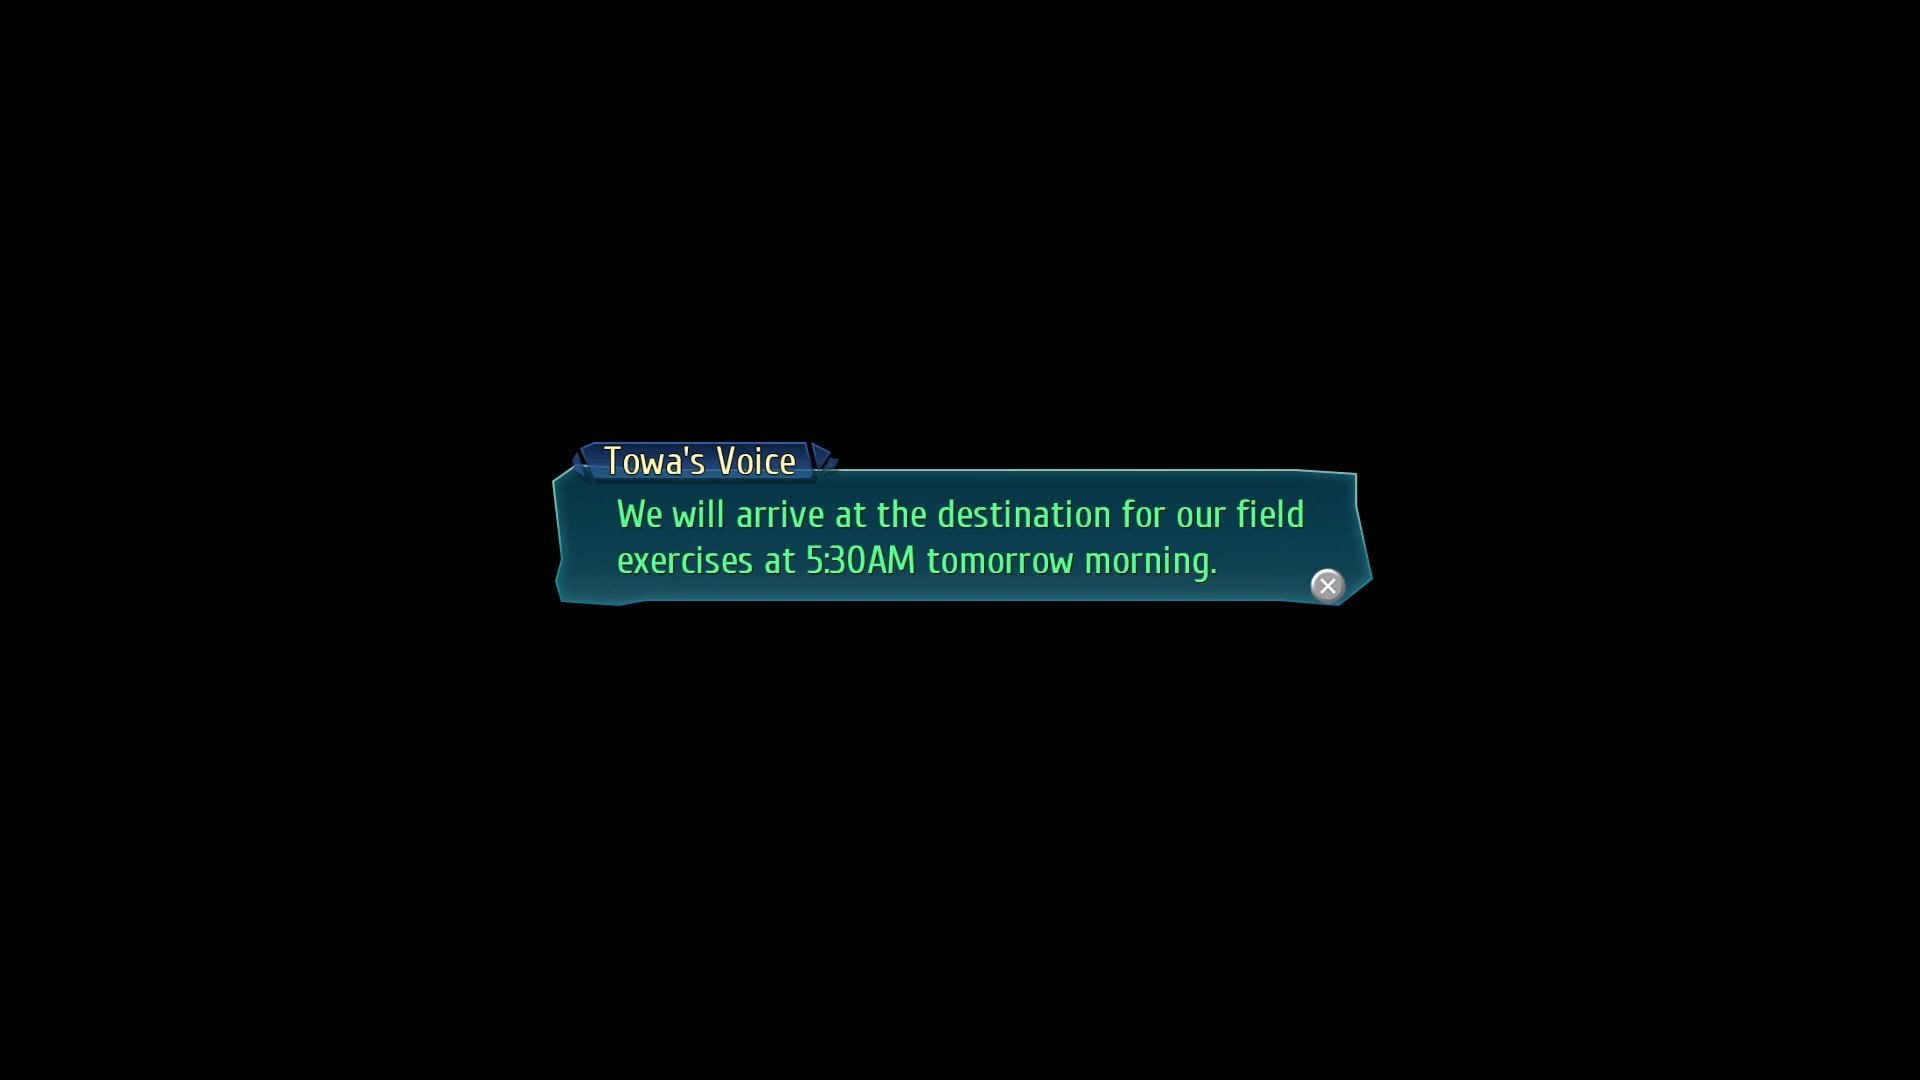 Towa's Voice
We will arrive at the destination for our field
exercises at 5:30AM tomorrow morning.